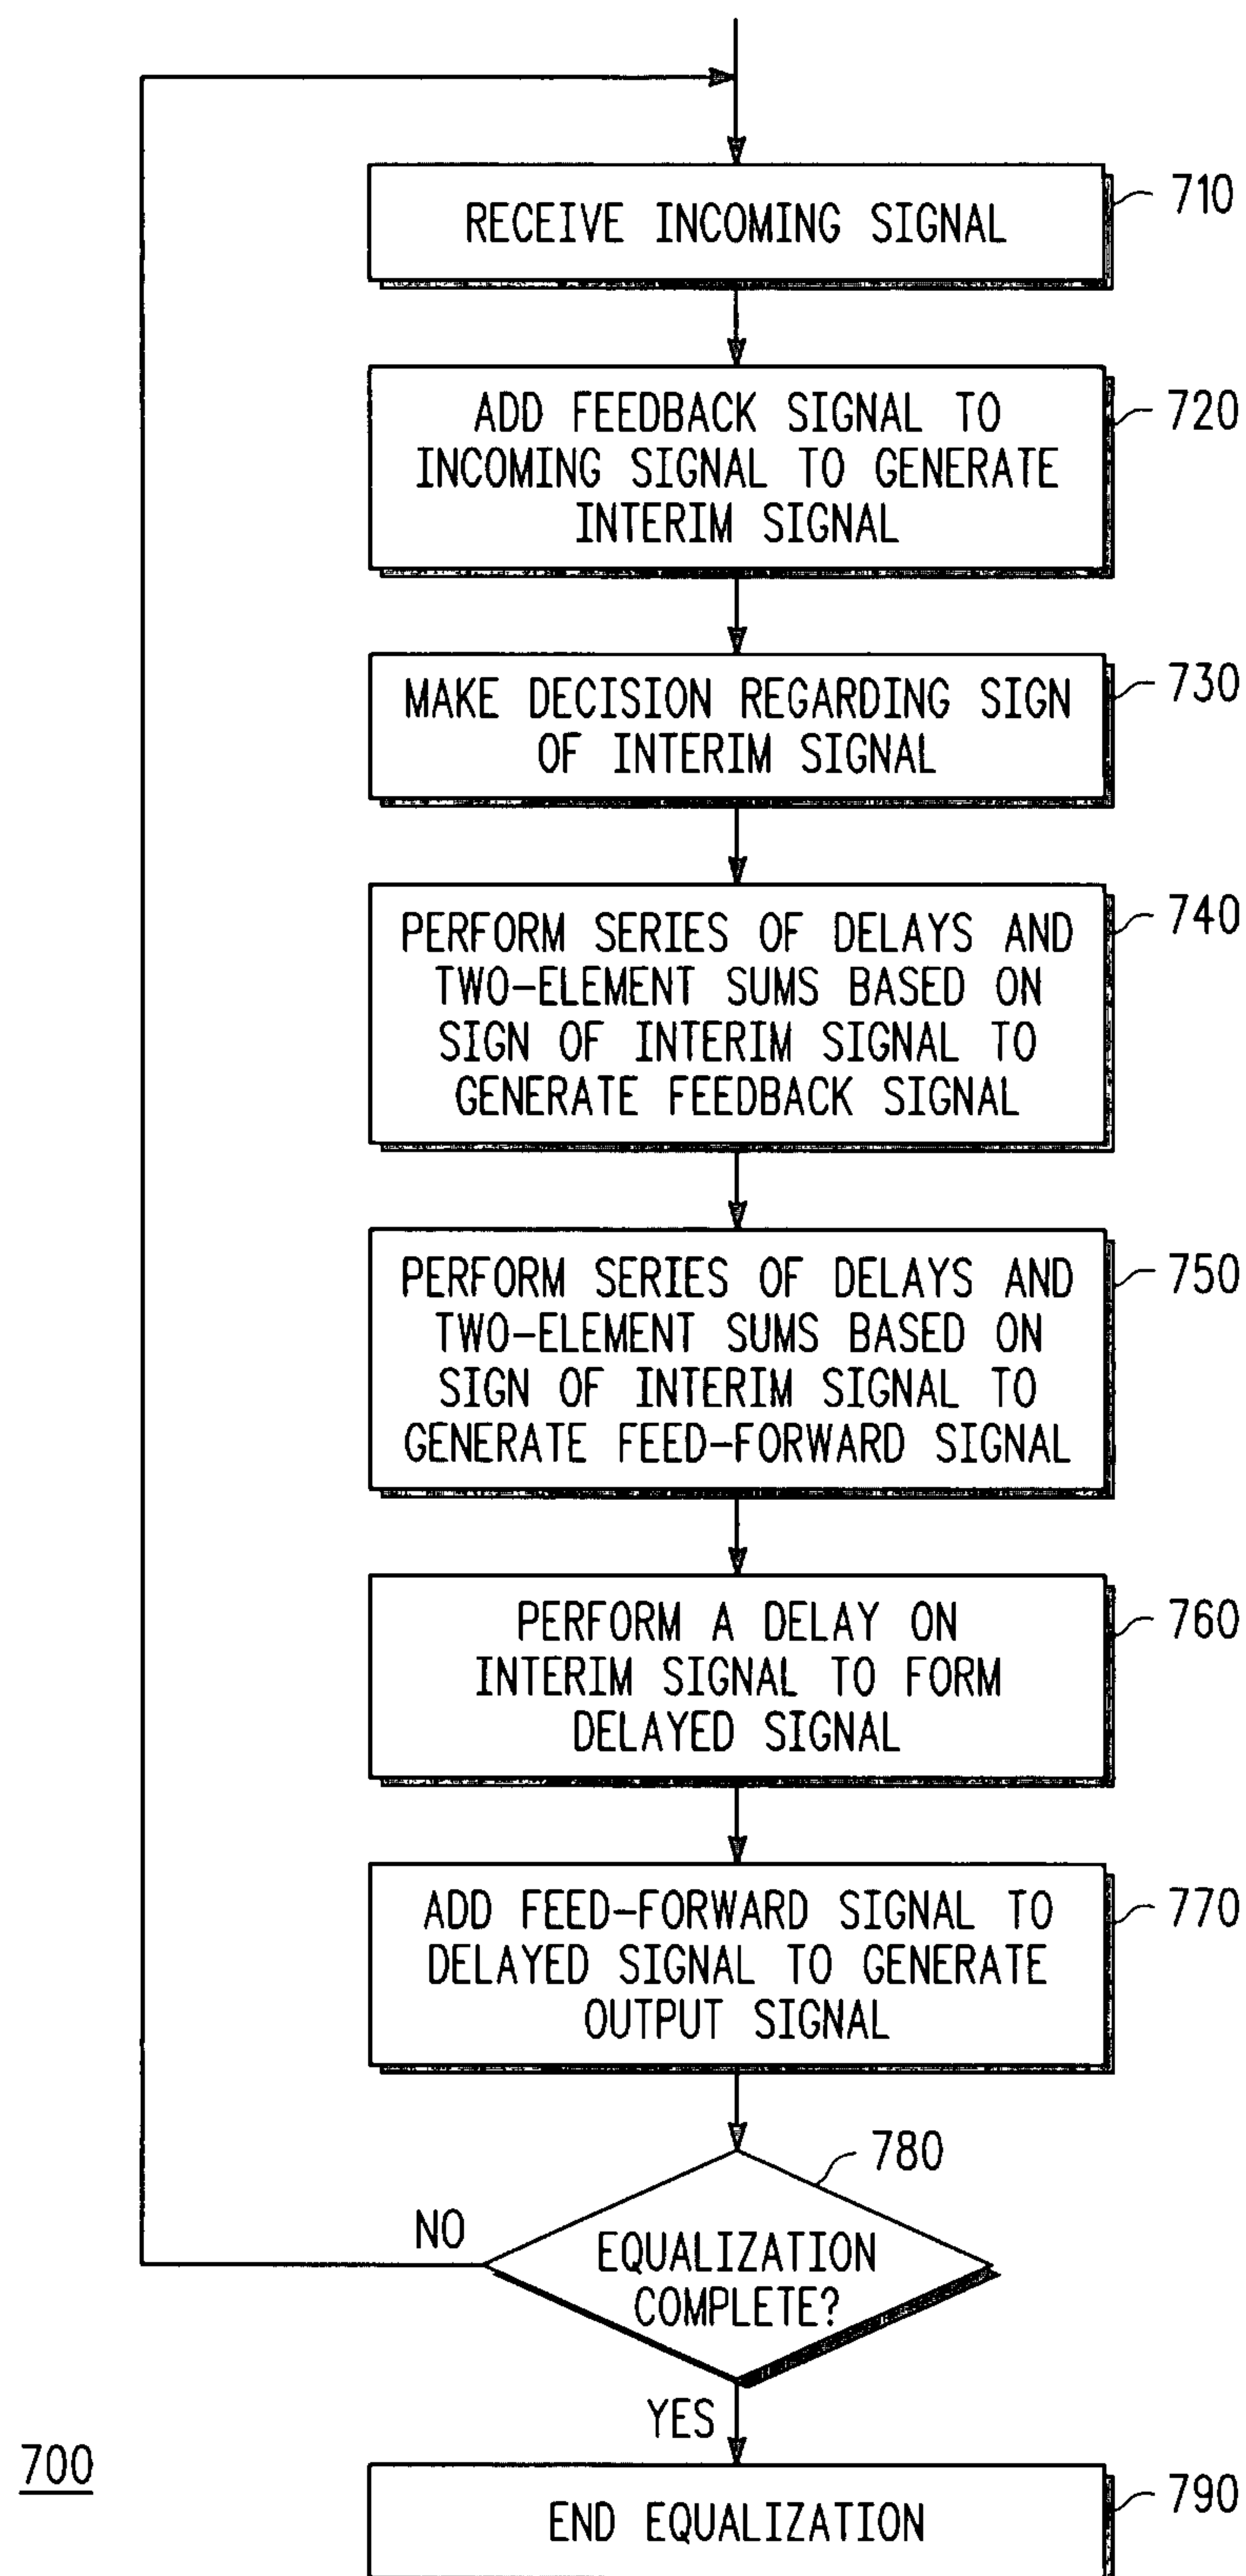 RECEIVE INCOMING SIGNAL
710
ADD FEEDBACK SIGNAL TO
INCOMING SIGNAL TO GENERATE
INTERIM SIGNAL
720
MAKE DECISION REGARDING SIGN
OF INTERIM SIGNAL
730
PERFORM SERIES OF DELAYS AND
TWO-ELEMENT SUMS BASED ON
SIGN OF INTERIM SIGNAL TO
GENERATE FEEDBACK SIGNAL
740
PERFORM SERIES OF DELAYS AND
TWO-ELEMENT SUMS BASED ON
SIGN OF INTERIM SIGNAL TO
GENERATE FEED-FORWARD SIGNAL
750
PERFORM A DELAY ON
INTERIM SIGNAL TO FORM
DELAYED SIGNAL
760
ADD FEED-FORWARD SIGNAL TO
DELAYED SIGNAL TO GENERATE
OUTPUT SIGNAL
770
780
NO
EQUALIZATION
COMPLETE?
YES
700
END EQUALIZATION
790